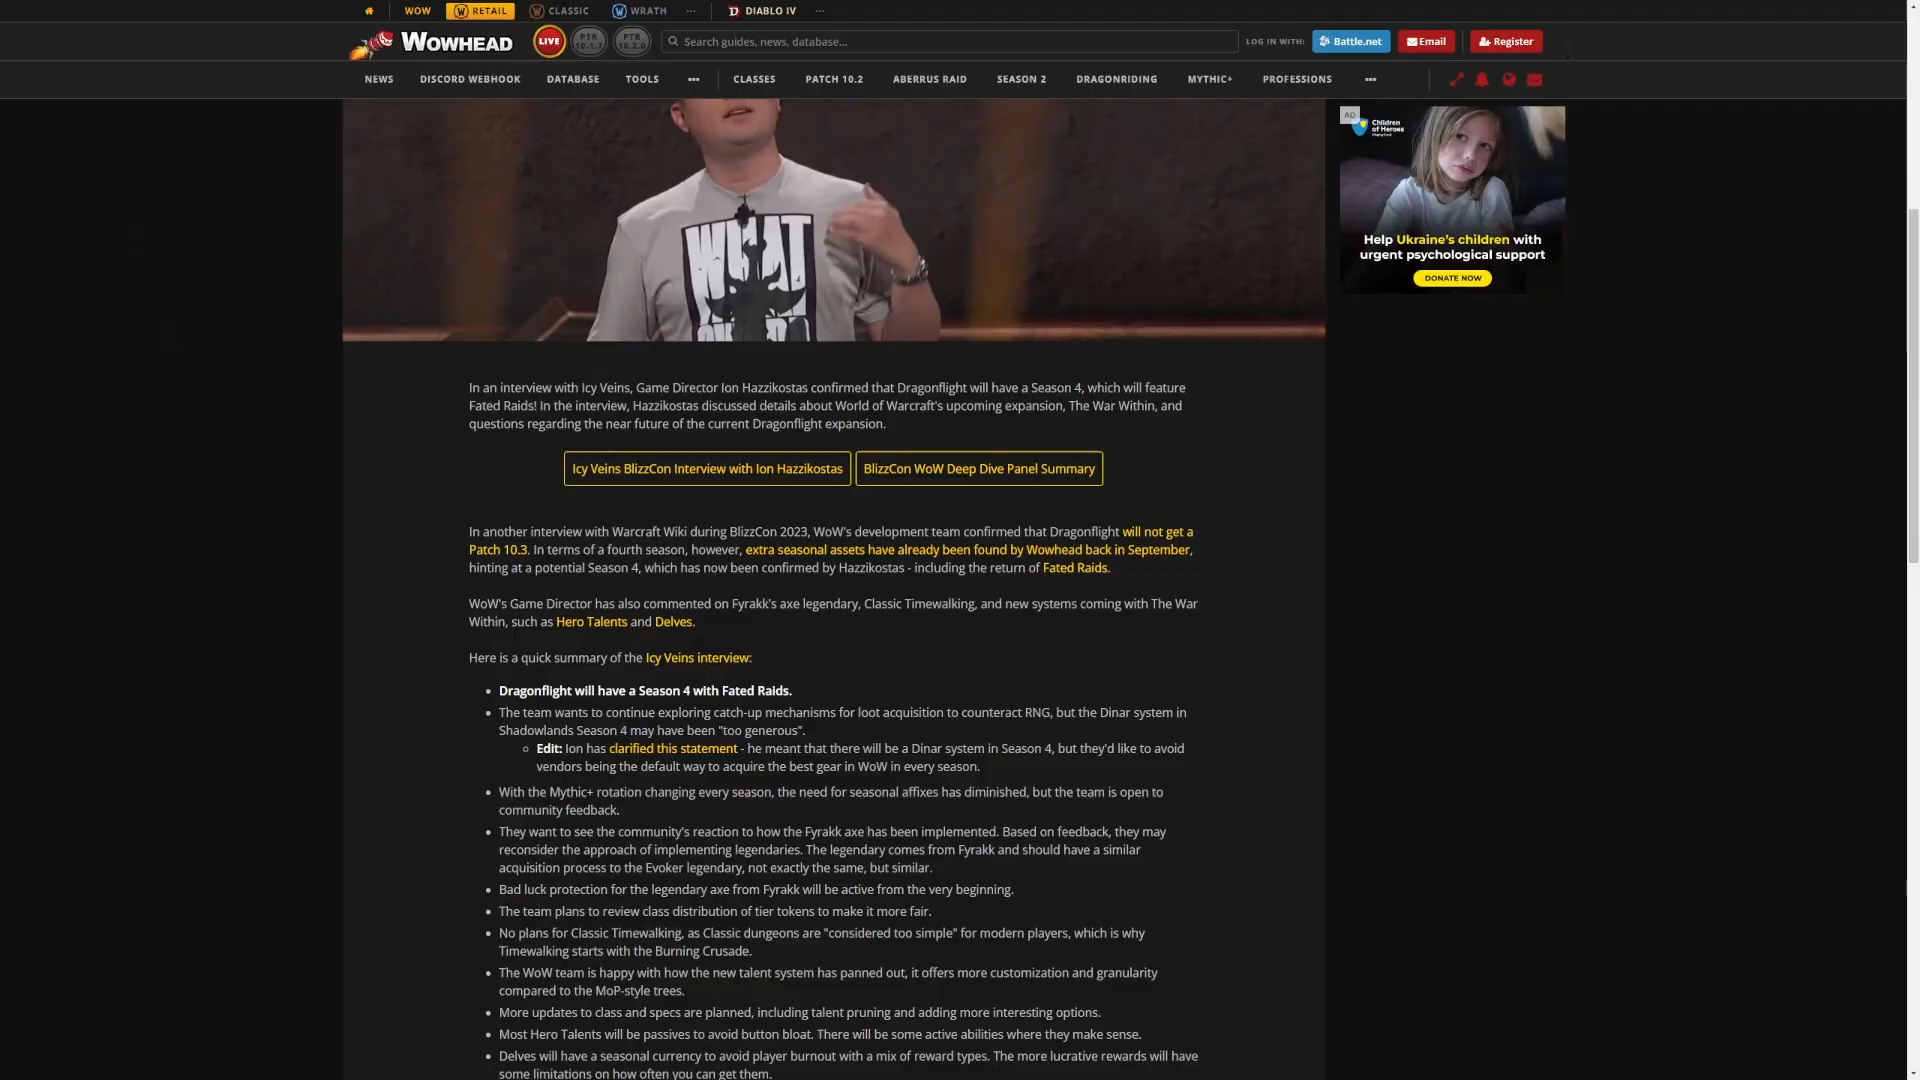 WOW
RETAIL
CLASSIC
WRATH
···
DIABLO IV
···
WOWHEAD
LIVE
PTR
10.1.7
PTR
10.2.0
Search guides, news, database...
LOG IN WITH:
Battle.net
Email
Register
NEWS
DISCORD WEBHOOK
DATABASE
TOOLS
···
CLASSES
PATCH 10.2
ABERRUS RAID
SEASON 2
DRAGONRIDING
MYTHIC+
PROFESSIONS
···
WHAT
AD
Children
of Heroes
Help Ukraine's children with
urgent psychological support
DONATE NOW
In an interview with Icy Veins, Game Director Ion Hazzikostas confirmed that Dragonflight will have a Season 4, which will feature
Fated Raids! In the interview, Hazzikostas discussed details about World of Warcraft's upcoming expansion, The War Within, and
questions regarding the near future of the current Dragonflight expansion.
Icy Veins BlizzCon Interview with Ion Hazzikostas
BlizzCon WoW Deep Dive Panel Summary
In another interview with Warcraft Wiki during BlizzCon 2023, WoW's development team confirmed that Dragonflight will not get a
Patch 10.3. In terms of a fourth season, however, extra seasonal assets have already been found by Wowhead back in September,
hinting at a potential Season 4, which has now been confirmed by Hazzikostas - including the return of Fated Raids.
WoW's Game Director has also commented on Fyrakk's axe legendary, Classic Timewalking, and new systems coming with The War
Within, such as Hero Talents and Delves.
Here is a quick summary of the Icy Veins interview:
• Dragonflight will have a Season 4 with Fated Raids.
• The team wants to continue exploring catch-up mechanisms for loot acquisition to counteract RNG, but the Dinar system in
Shadowlands Season 4 may have been "too generous".
◦ Edit: Ion has clarified this statement - he meant that there will be a Dinar system in Season 4, but they'd like to avoid
vendors being the default way to acquire the best gear in WoW in every season.
• With the Mythic+ rotation changing every season, the need for seasonal affixes has diminished, but the team is open to
community feedback.
• They want to see the community's reaction to how the Fyrakk axe has been implemented. Based on feedback, they may
reconsider the approach of implementing legendaries. The legendary comes from Fyrakk and should have a similar
acquisition process to the Evoker legendary, not exactly the same, but similar.
• Bad luck protection for the legendary axe from Fyrakk will be active from the very beginning.
• The team plans to review class distribution of tier tokens to make it more fair.
• No plans for Classic Timewalking, as Classic dungeons are "considered too simple" for modern players, which is why
Timewalking starts with the Burning Crusade.
• The WoW team is happy with how the new talent system has panned out, it offers more customization and granularity
compared to the MoP-style trees.
• More updates to class and specs are planned, including talent pruning and adding more interesting options.
• Most Hero Talents will be passives to avoid button bloat. There will be some active abilities where they make sense.
• Delves will have a seasonal currency to avoid player burnout with a mix of reward types. The more lucrative rewards will have
some limitations on how often you can get them.